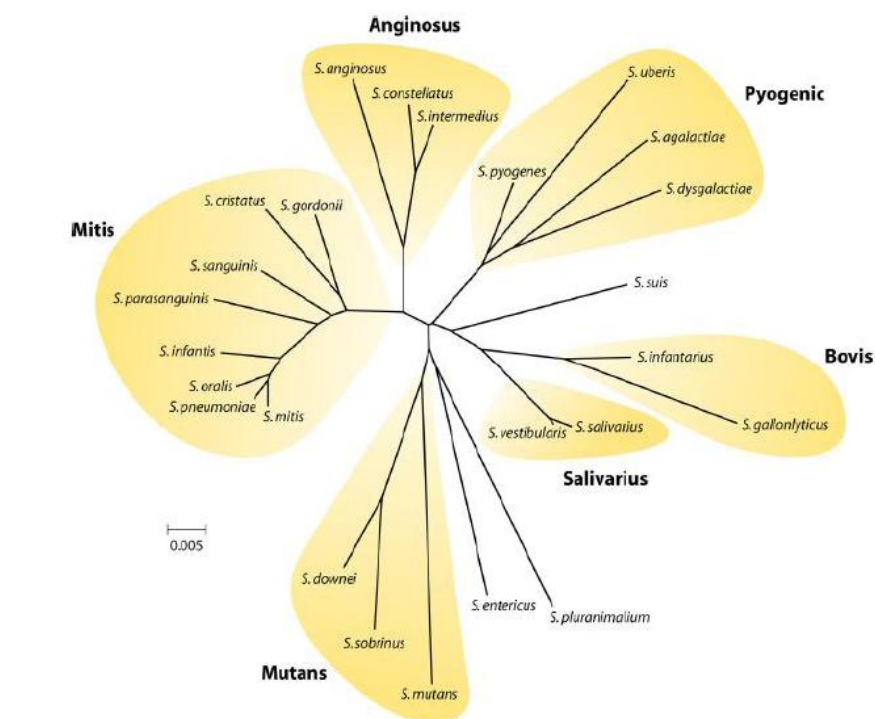 Anginosus
S. anginosus
S. constellatus
S. intermedius
S. uberis
Pyogenic
S. agalactiae
S. pyogenes
S. dysgalactiae
S. cristatus
S. gordonii
Mitis
S. sanguinis
S. parasanguinis
S. suis
S. infantis
S. infantarius
Bovis
S. oralis
S. pneumoniae
S. mitis
S. gallonlyticus
S. vestibularis
S. salivarius
Salivarius
0.005
S. downei
S. entericus
S. pluranimalium
S. sobrinus
Mutans
S. mutans